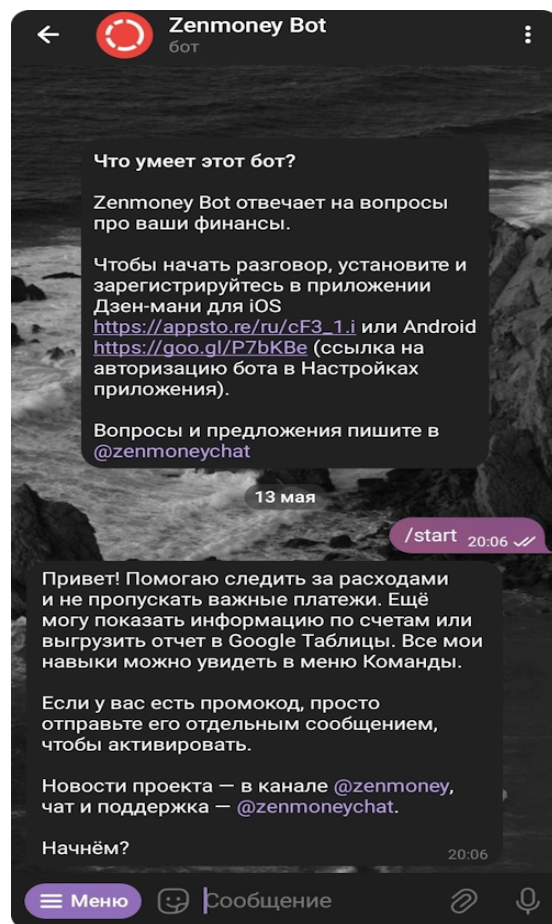 Zenmoney Bot
бот
Что умеет этот бот?
Zenmoney Bot отвечает на вопросы
про ваши финансы.
Чтобы начать разговор, установите и
зарегистрируйтесь в приложении
Дзен-мани для iOS
https://appsto.re/ru/cF3_1.i или Android
https://goo.gl/P7bKBe (ссылка на
авторизацию бота в Настройках
приложения).
Вопросы и предложения пишите в
@zenmoneychat
13 мая
/start 20:06
Привет! Помогаю следить за расходами
и не пропускать важные платежи. Ещё
могу показать информацию по счетам или
выгрузить отчет в Google Таблицы. Все мои
навыки можно увидеть в меню Команды.
Если у вас есть промокод, просто
отправьте его отдельным сообщением,
чтобы активировать.
Новости проекта — в канале @zenmoney,
чат и поддержка — @zenmoneychat.
Начнём?
20:06
Меню
Сообщение